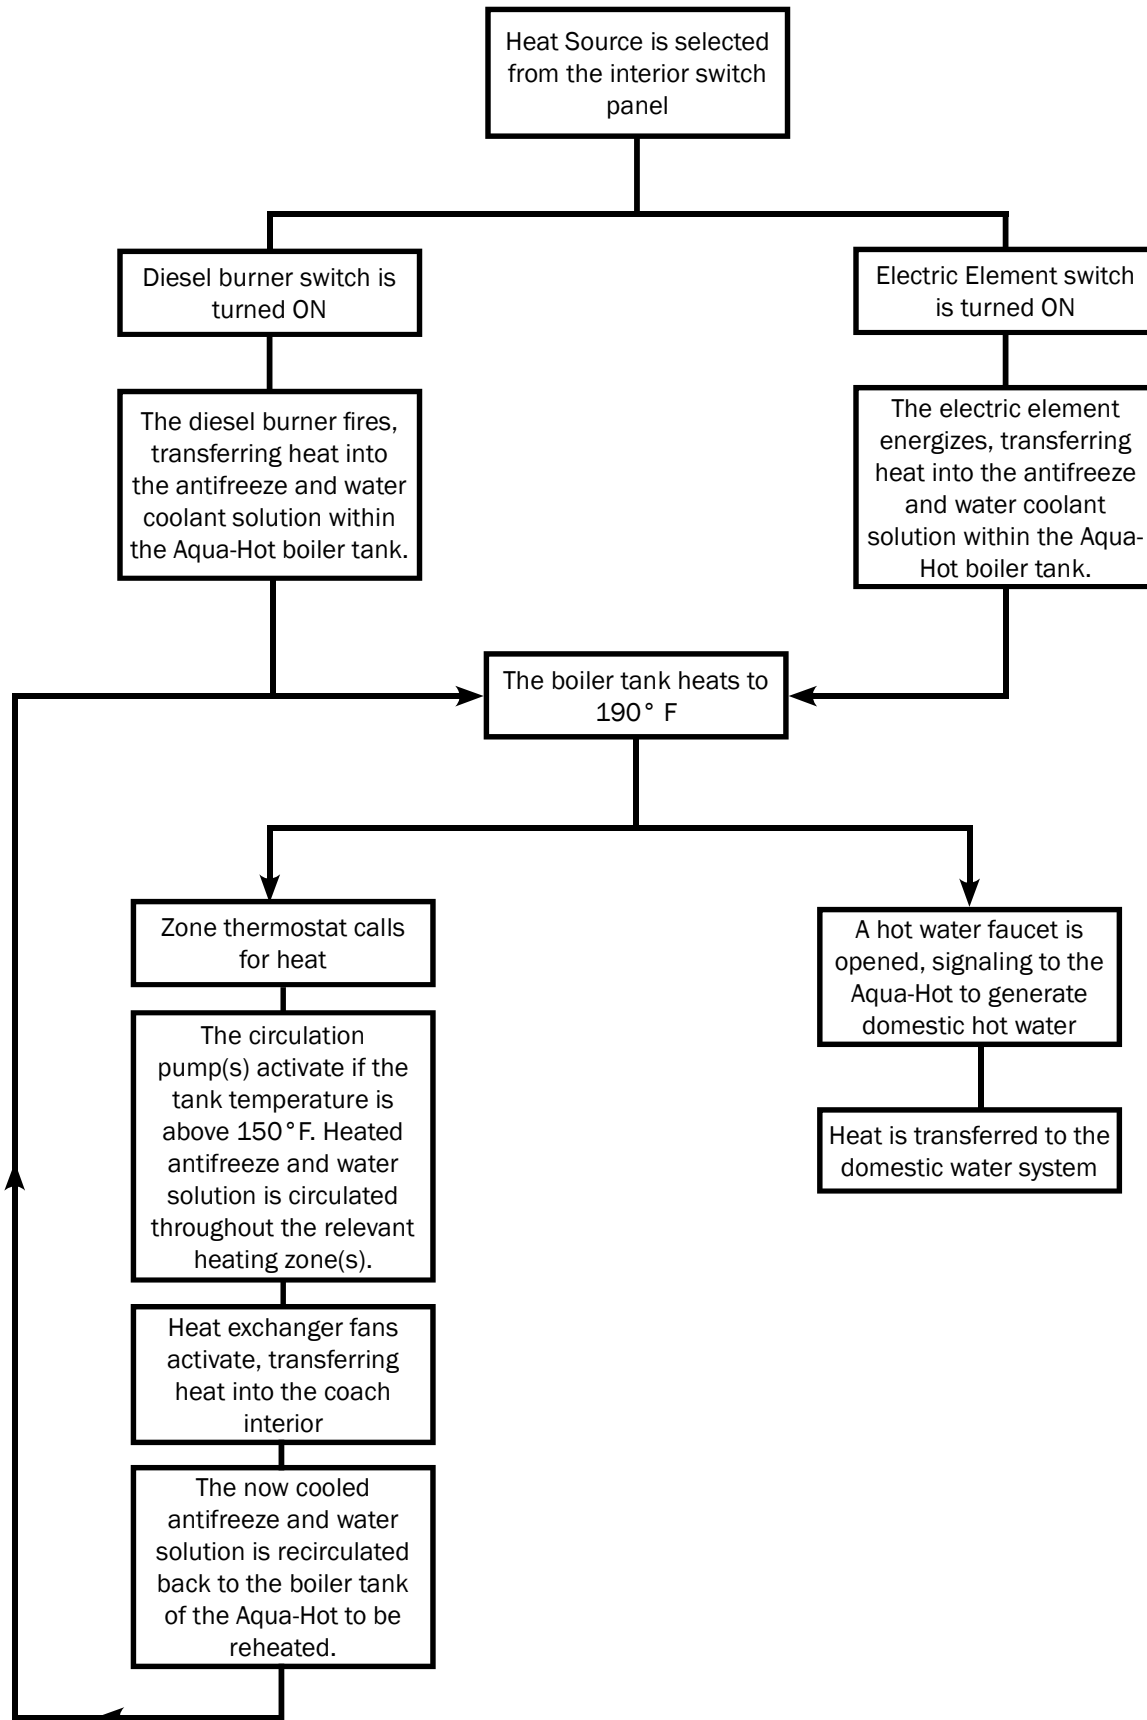 Heat Source is selected
from the interior switch
panel
Diesel burner switch is
turned ON
Electric Element switch
is turned ON
The diesel burner fires,
transferring heat into
the antifreeze and water
coolant solution within
the Aqua-Hot boiler tank.
The electric element
energizes, transferring
heat into the antifreeze
and water coolant
solution within the Aqua-
Hot boiler tank.
The boiler tank heats to
190° F
Zone thermostat calls
for heat
The circulation
pump(s) activate if the
tank temperature is
above 150°F. Heated
antifreeze and water
solution is circulated
throughout the relevant
heating zone(s).
Heat exchanger fans
activate, transferring
heat into the coach
interior
The now cooled
antifreeze and water
solution is recirculated
back to the boiler tank
of the Aqua-Hot to be
reheated.
A hot water faucet is
opened, signaling to the
Aqua-Hot to generate
domestic hot water
Heat is transferred to the
domestic water system